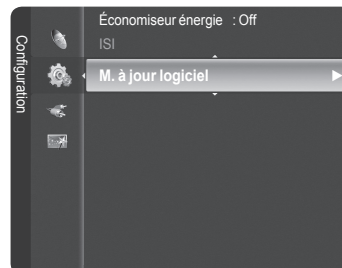 Configuration
Économiseur énergie : Off
ISI
M. à jour logiciel